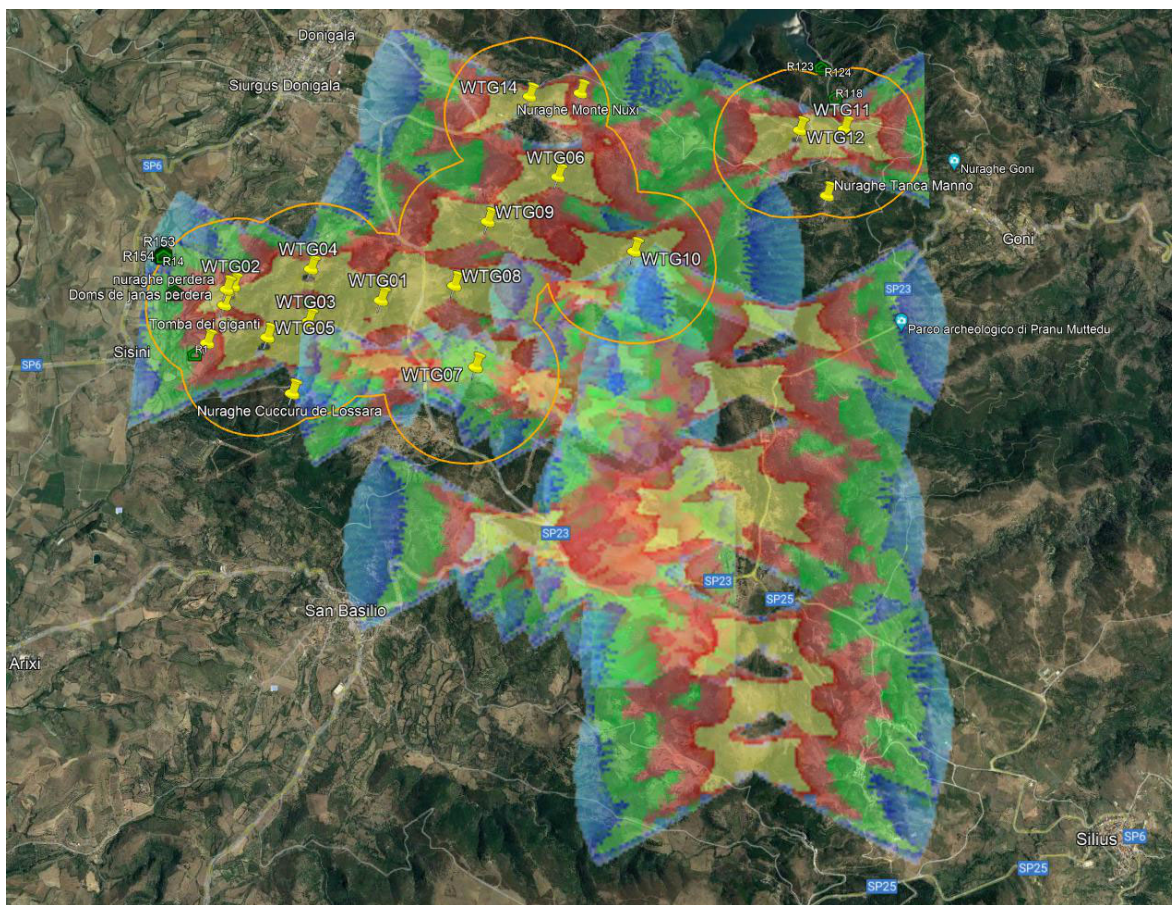 Donigala
Siurgus Donigala
WTG14
Nuraghe Monte Nuxi
R123
R124
R118
WTG11
WTG12
SP6
WTG06
Nuraghe Goni
Nuraghe Tanca Manno
WTG09
Goni
R153
R154
R14
WTG04
WTG02
WTG10
nuraghe perdera
WTG01
WTG08
Doms de janas perdera
SP23
WTG03
Tomba dei giganti
WTG05
Parco archeologico di Pranu Muttedu
Sisini
R1
SP6
WTG07
Nuraghe Cuccuru de Lossara
SP23
SP23
SP25
San Basilio
Arixi
Silius
SP6
SP25
SP25